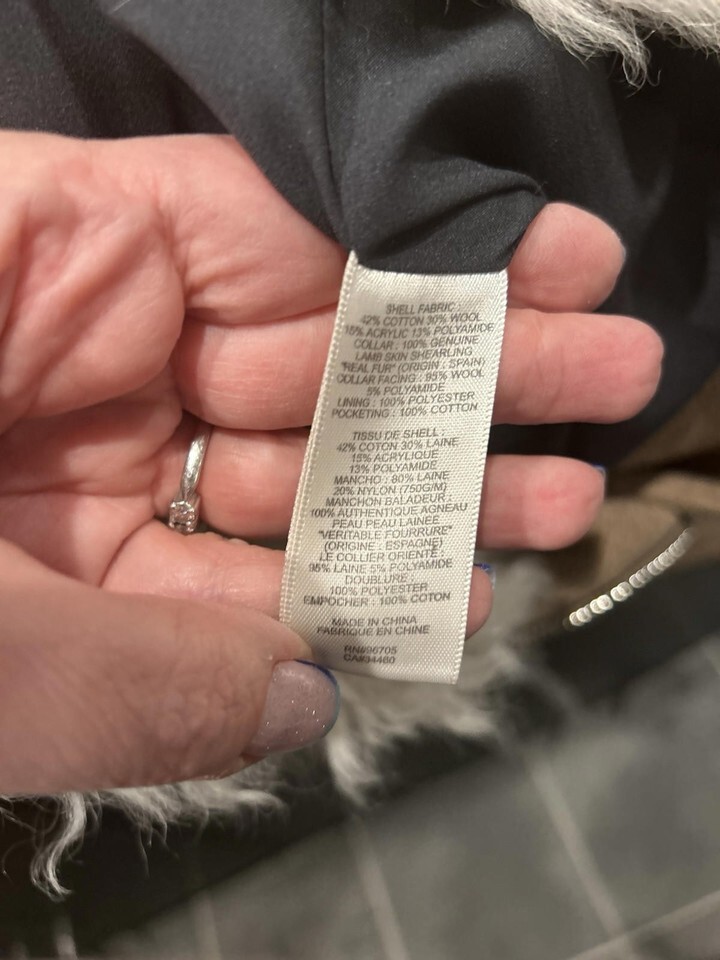 SHELL FABRIC :
42% COTTON 30% WOOL
15% ACRYLIC 13% POLYAMIDE
COLLAR : 100% GENUINE
LAMB SKIN SHEARLING
"REAL FUR" (ORIGIN : SPAIN)
COLLAR FACING : 95% WOOL
5% POLYAMIDE
LINING : 100% POLYESTER
POCKETING : 100% COTTON
TISSU DE SHELL :
42% COTON 30% LAINE
15% ACRYLIQUE
13% POLYAMIDE
MANCHO : 80% LAINE
20% NYLON (750G/M)
MANCHON BALADEUR :
100% AUTHENTIQUE AGNEAU
PEAU PEAU LAINEE
"VERITABLE FOURRURE"
(ORIGINE : ESPAGNE)
LE COLLIER ORIENTE :
95% LAINE 5% POLYAMIDE
DOUBLURE :
100% POLYESTER
EMPOCHER : 100% COTON
MADE IN CHINA
FABRIQUE EN CHINE
RN#96705
CA#34460